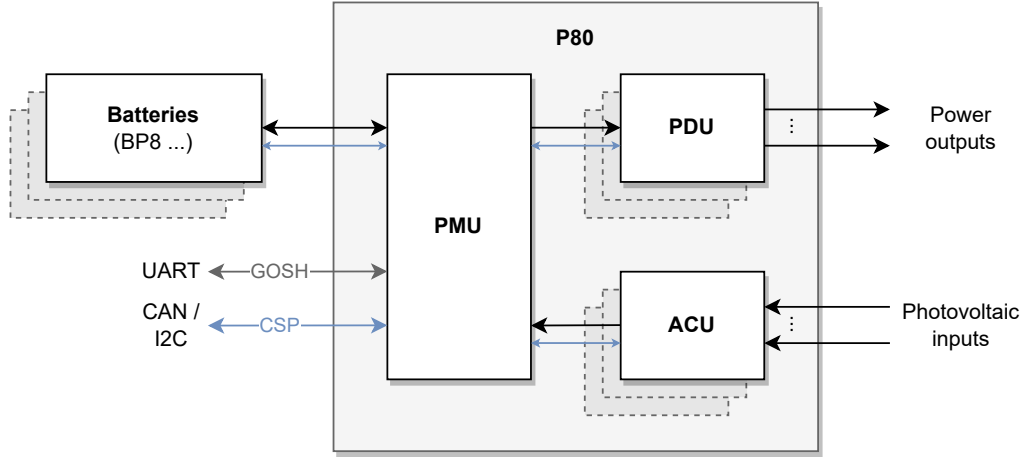 P80
Batteries
(BP8 ...)
PMU
PDU
...
Power
outputs
UART
GOSH
CAN /
I2C
CSP
ACU
...
Photovoltaic
inputs